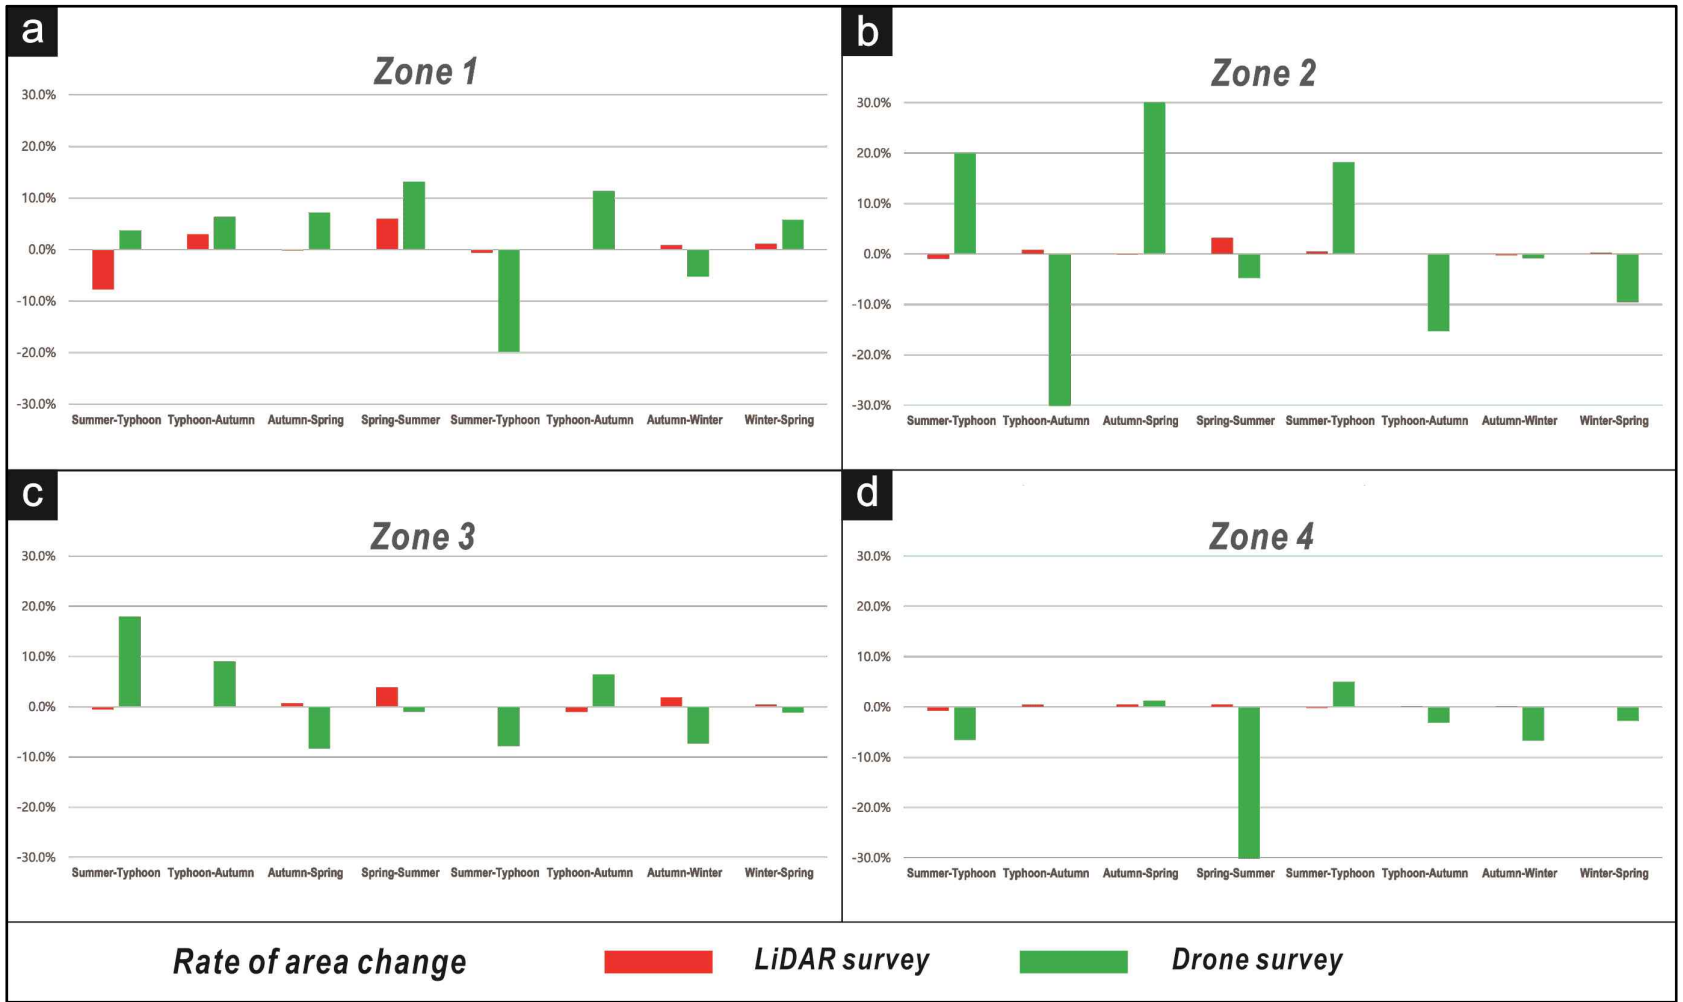 a
Zone 1
30.0%
20.0%
10.0%
0.0%
-10.0%
-20.0%
-30.0%
Summer-Typhoon Typhoon-Autumn Autumn-Spring Spring-Summer Summer-Typhoon Typhoon-Autumn Autumn-Winter Winter-Spring
b
Zone 2
30.0%
20.0%
10.0%
0.0%
-10.0%
-20.0%
-30.0%
Summer-Typhoon Typhoon-Autumn Autumn-Spring Spring-Summer Summer-Typhoon Typhoon-Autumn Autumn-Winter Winter-Spring
c
Zone 3
30.0%
20.0%
10.0%
0.0%
-10.0%
-20.0%
-30.0%
Summer-Typhoon Typhoon-Autumn Autumn-Spring Spring-Summer Summer-Typhoon Typhoon-Autumn Autumn-Winter Winter-Spring
d
Zone 4
30.0%
20.0%
10.0%
0.0%
-10.0%
-20.0%
-30.0%
Summer-Typhoon Typhoon-Autumn Autumn-Spring Spring-Summer Summer-Typhoon Typhoon-Autumn Autumn-Winter Winter-Spring
Rate of area change LiDAR survey Drone survey